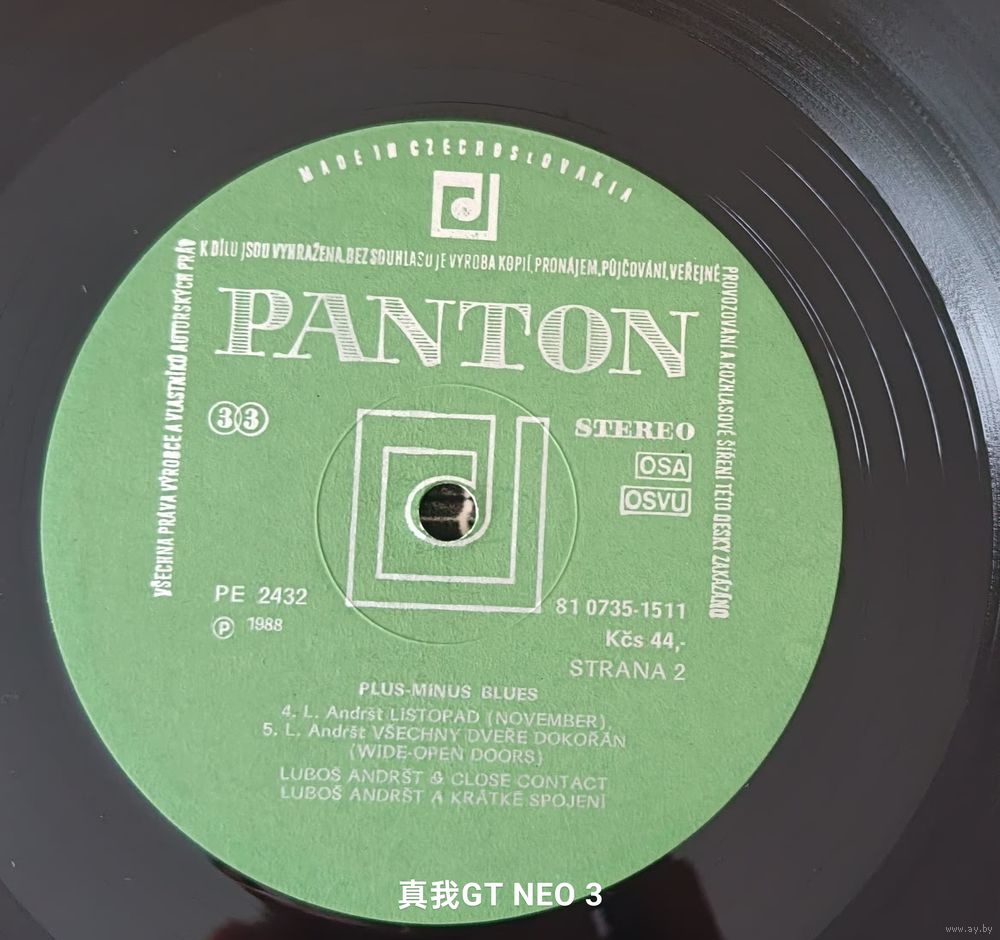 MADE IN CZECHOSLOVAKIA
VŠECHNA PRÁVA VÝROBCE A VLASTNÍKŮ AUTORSKÝCH PRÁV
K DÍLU JSOU VYHRAŽENA. BEZ SOUHLASU JE VÝROBA KOPIÍ, PRONÁJEM, PŮJČOVÁNÍ, VEŘEJNÉ
PROVOZOVÁNÍ A ROZHLASOVÉ ŠÍŘENÍ TÉTO DESKY ZAKÁZÁNO
PANTON
33
STEREO
OSA
OSVU
PE 2432
Ⓟ 1988
81 0735-1511
Kčs 44,-
STRANA 2
PLUS-MINUS BLUES
4. L. Andršt LISTOPAD (NOVEMBER),
5. L. Andršt VŠECHNY DVEŘE DOKOŘÁN
(WIDE-OPEN DOORS)
LUBOŠ ANDRŠT & CLOSE CONTACT
LUBOŠ ANDRŠT A KRÁTKÉ SPOJENÍ
真我GT NEO 3
www.ay.by